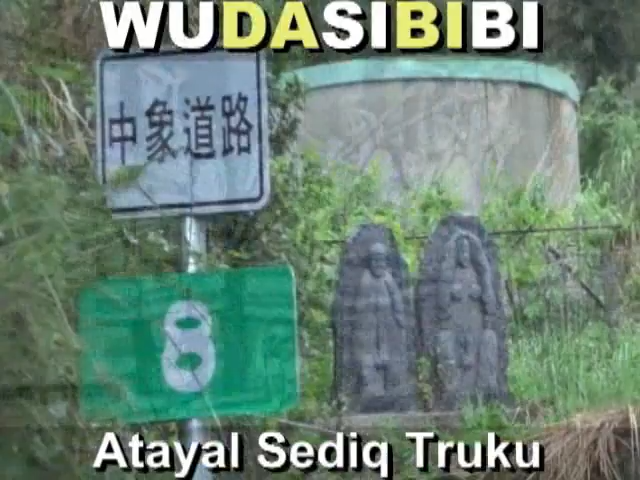 WUDASIBIBI
中象道路
8
Atayal Sediq Truku